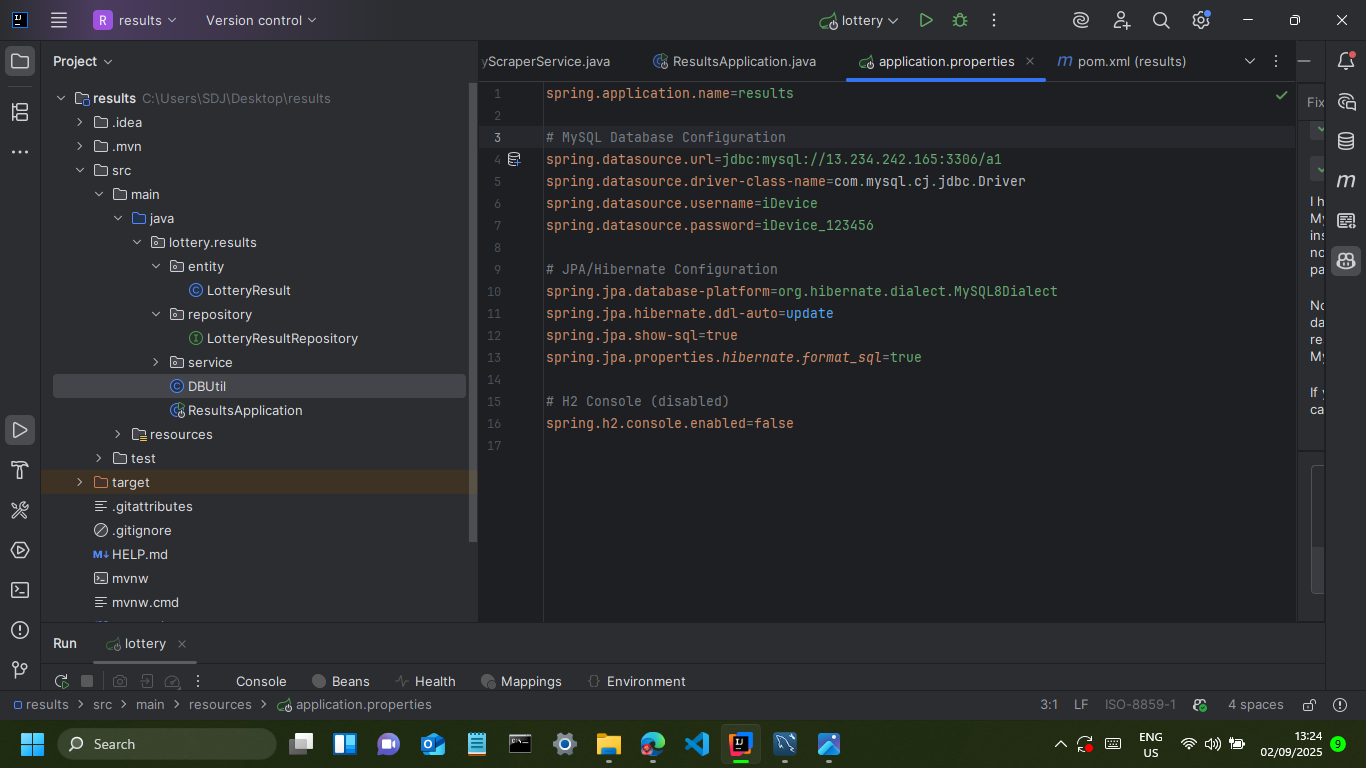 R results Version control lottery
Project
yScraperService.java ResultsApplication.java application.properties m pom.xml (results)
results C:\Users\SDJ\Desktop\results
.idea
.mvn
src
main
java
lottery.results
entity
LotteryResult
repository
LotteryResultRepository
service
DBUtil
ResultsApplication
resources
test
target
.gitattributes
.gitignore
M↓ HELP.md
mvnw
mvnw.cmd
1 spring.application.name=results
2
3 # MySQL Database Configuration
4 spring.datasource.url=jdbc:mysql://13.234.242.165:3306/a1
5 spring.datasource.driver-class-name=com.mysql.cj.jdbc.Driver
6 spring.datasource.username=iDevice
7 spring.datasource.password=iDevice_123456
8
9 # JPA/Hibernate Configuration
10 spring.jpa.database-platform=org.hibernate.dialect.MySQL8Dialect
11 spring.jpa.hibernate.ddl-auto=update
12 spring.jpa.show-sql=true
13 spring.jpa.properties.hibernate.format_sql=true
14
15 # H2 Console (disabled)
16 spring.h2.console.enabled=false
17
Fix
I h
My
ins
no
pa
No
da
re
My
If y
ca
m
Run lottery
Console Beans Health Mappings Environment
results > src > main > resources > application.properties 3:1 LF ISO-8859-1 4 spaces
Search
ENG
US
13:24
02/09/2025
9